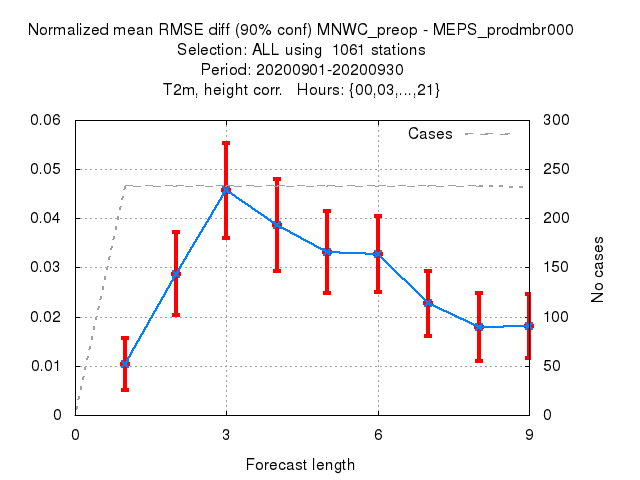 Normalized mean RMSE diff (90% conf) MNWC_preop - MEPS_prodmbr000
Selection: ALL using  1061 stations
Period: 20200901-20200930
T2m, height corr.   Hours: {00,03,...,21}
0.06
0.05
0.04
0.03
0.02
0.01
0
Cases
300
250
200
150
100
50
0
No cases
0
3
6
9
Forecast length